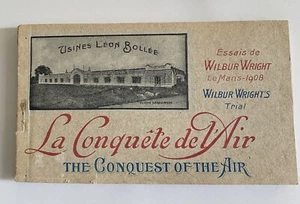 USINES LÉON BOLLÉE
Essais de
WILBUR WRIGHT
Le Mans-1908
WILBUR WRIGHT'S
Trial
La Conquête de l'Air
THE CONQUEST OF THE AIR